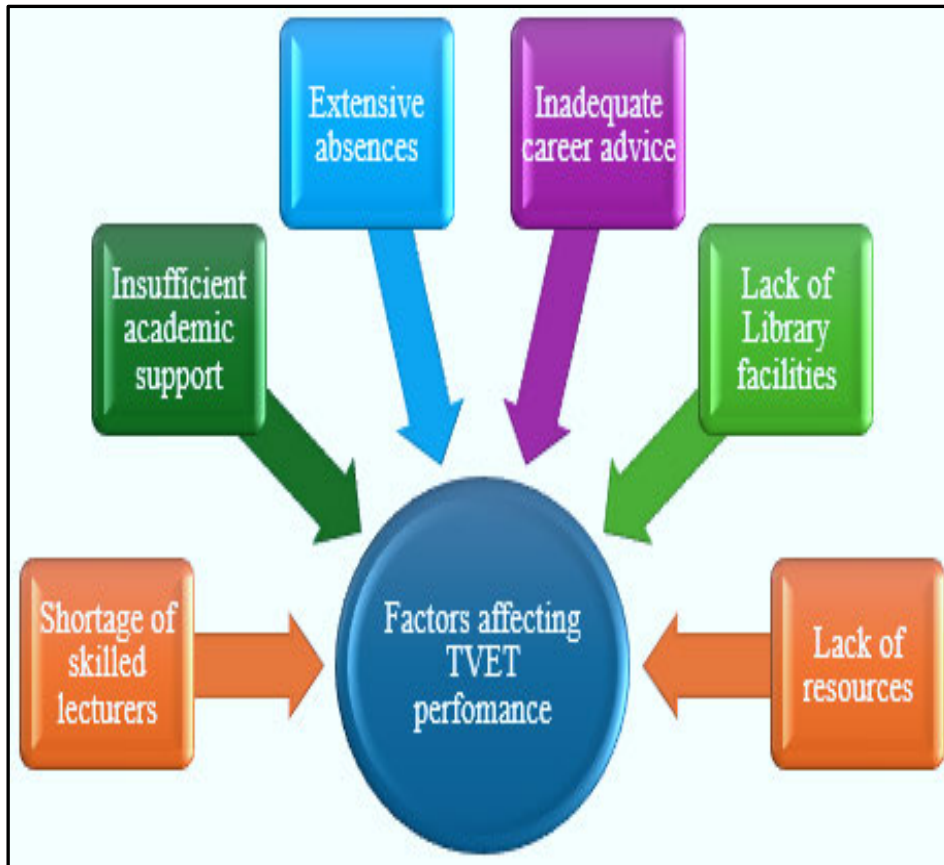 Extensive
absences
Inadequate
career advice
Insufficient
academic
support
Lack of
Library
facilities
Shortage of
skilled
lecturers
Factors affecting
TVET
perfomance
Lack of
resources